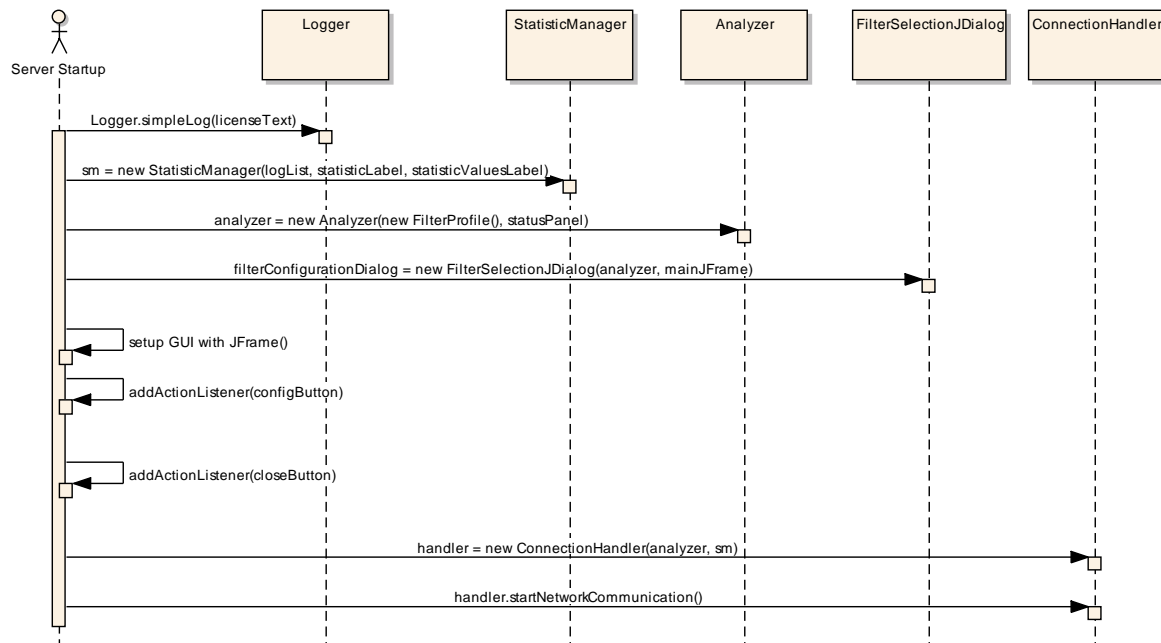 Logger
StatisticManager
Analyzer
FilterSelectionJDialog
ConnectionHandler
Server Startup
Logger.simpleLog(licenseText)
sm = new StatisticManager(logList, statisticLabel, statisticValuesLabel)
analyzer = new Analyzer(new FilterProfile(), statusPanel)
filterConfigurationDialog = new FilterSelectionJDialog(analyzer, mainJFrame)
setup GUI with JFrame()
addActionListener(configButton)
addActionListener(closeButton)
handler = new ConnectionHandler(analyzer, sm)
handler.startNetworkCommunication()